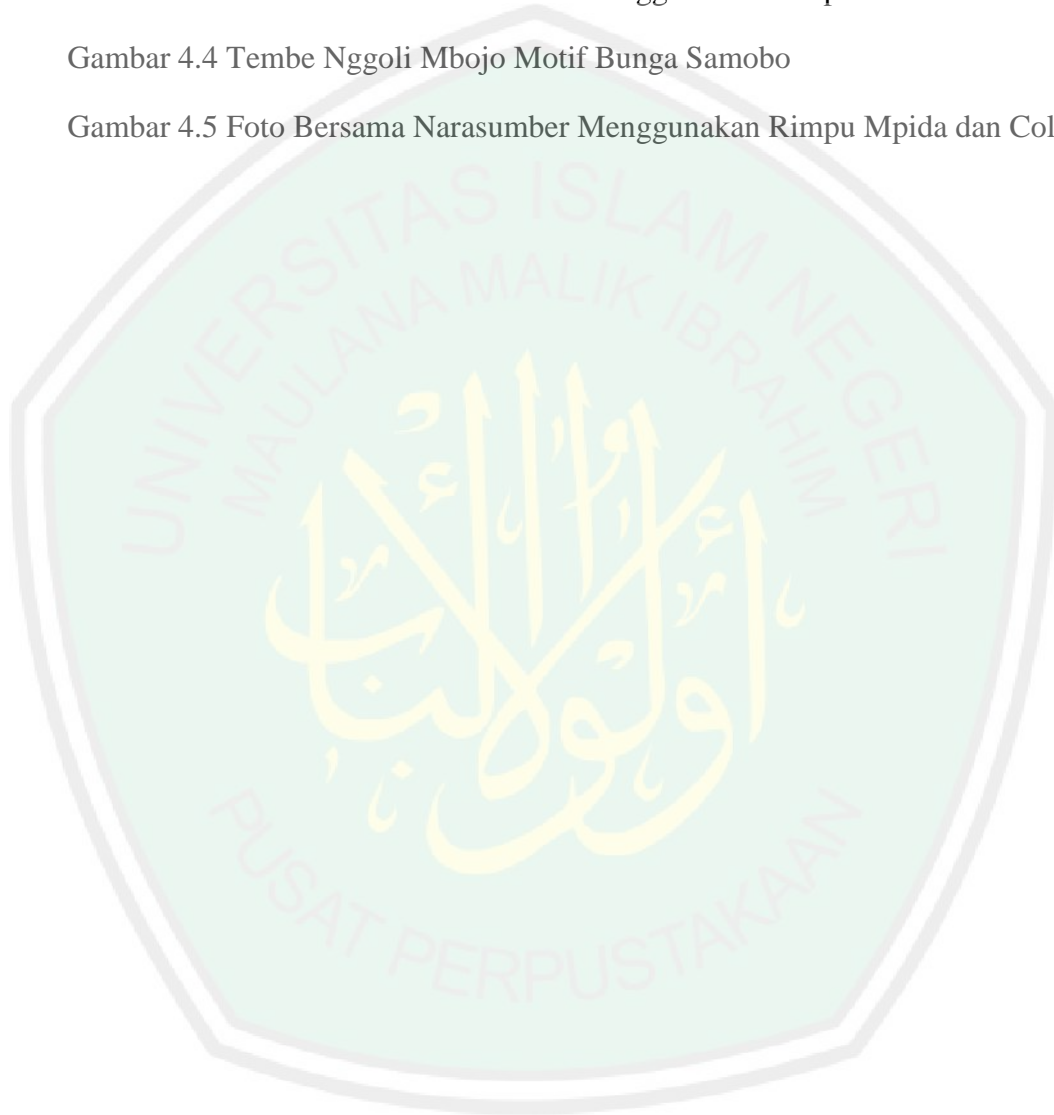 Gambar 4.4 Tembe Nggoli Mbojo Motif Bunga Samobo
Gambar 4.5 Foto Bersama Narasumber Menggunakan Rimpu Mpida dan Col
UNIVERSITAS ISLAM NEGERI
MAULANA MALIK IBRAHIM
أولوا الألباب
PUSAT PERPUSTAKAAN